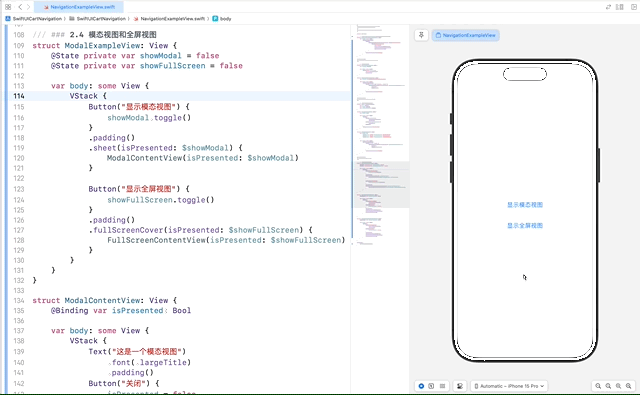 NavigationExampleView.swift
SwiftUICartNavigation
SwiftUICartNavigation
NavigationExampleView.swift
body
NavigationExampleView
108 /// ### 2.4 模态视图和全屏视图
109 struct ModalExampleView: View {
110 @State private var showModal = false
111 @State private var showFullScreen = false
112
113 var body: some View {
114 VStack {
115 Button("显示模态视图") {
116 showModal.toggle()
117 }
118 .padding()
119 .sheet(isPresented: $showModal) {
120 ModalContentView(isPresented: $showModal)
121 }
122
123 Button("显示全屏视图") {
124 showFullScreen.toggle()
125 }
126 .padding()
127 .fullScreenCover(isPresented: $showFullScreen) {
128 FullScreenContentView(isPresented: $showFullScreen)
129 }
130 }
131 }
132 }
133
134 struct ModalContentView: View {
135 @Binding var isPresented: Bool
136
137 var body: some View {
138 VStack {
139 Text("这是一个模态视图")
140 .font(.largeTitle)
141 .padding()
142 Button("关闭") {
isPresented = false
显示模态视图
显示全屏视图
Automatic – iPhone 15 Pro